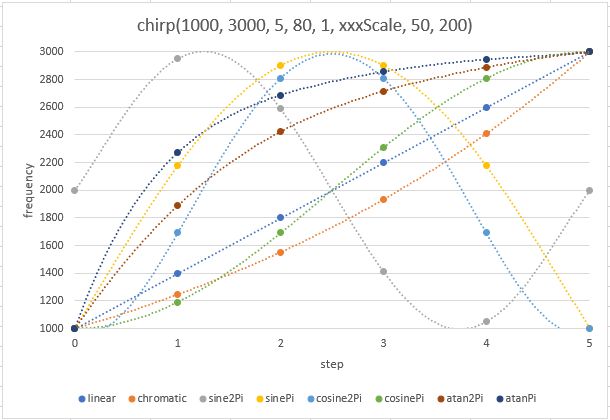 chirp(1000, 3000, 5, 80, 1, xxxScale, 50, 200)
3000
2800
2600
2400
2200
2000
1800
1600
1400
1200
1000
frequency
0 1 2 3 4 5
step
linear chromatic sine2Pi sinePi cosine2Pi cosinePi atan2Pi atanPi